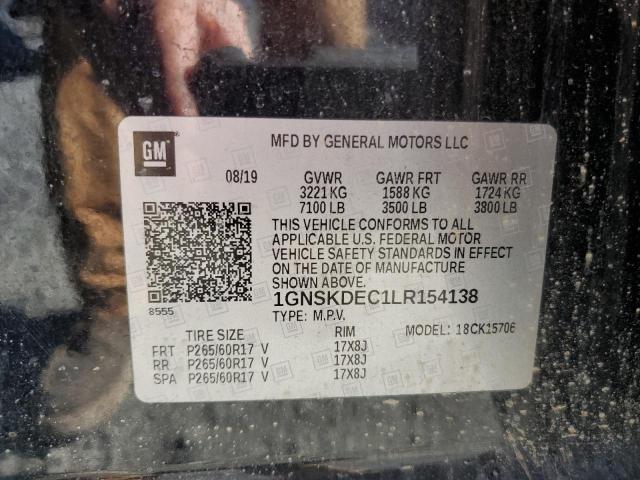 GM
MFD BY GENERAL MOTORS LLC
08/19 GVWR GAWR FRT GAWR RR
3221 KG 1588 KG 1724 KG
7100 LB 3500 LB 3800 LB
THIS VEHICLE CONFORMS TO ALL
APPLICABLE U.S. FEDERAL MOTOR
VEHICLE SAFETY STANDARDS IN EFFECT
ON THE DATE OF MANUFACTURE
SHOWN ABOVE.
8555
1GNSKDEC1LR154138
TYPE: M.P.V.
TIRE SIZE RIM MODEL: 18CK15706
FRT P265/60R17 V 17X8J
RR P265/60R17 V 17X8J
SPA P265/60R17 V 17X8J